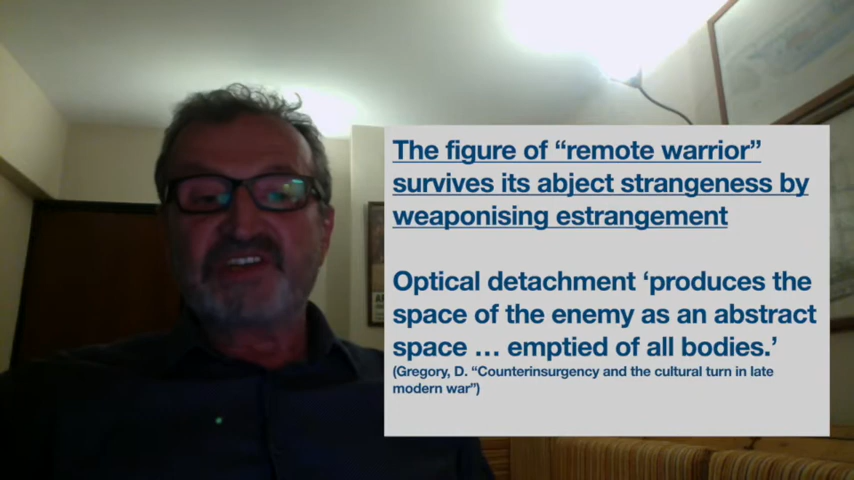 The figure of “remote warrior”
survives its abject strangeness by
weaponising estrangement
Optical detachment ‘produces the
space of the enemy as an abstract
space … emptied of all bodies.’
(Gregory, D. “Counterinsurgency and the cultural turn in late
modern war”)